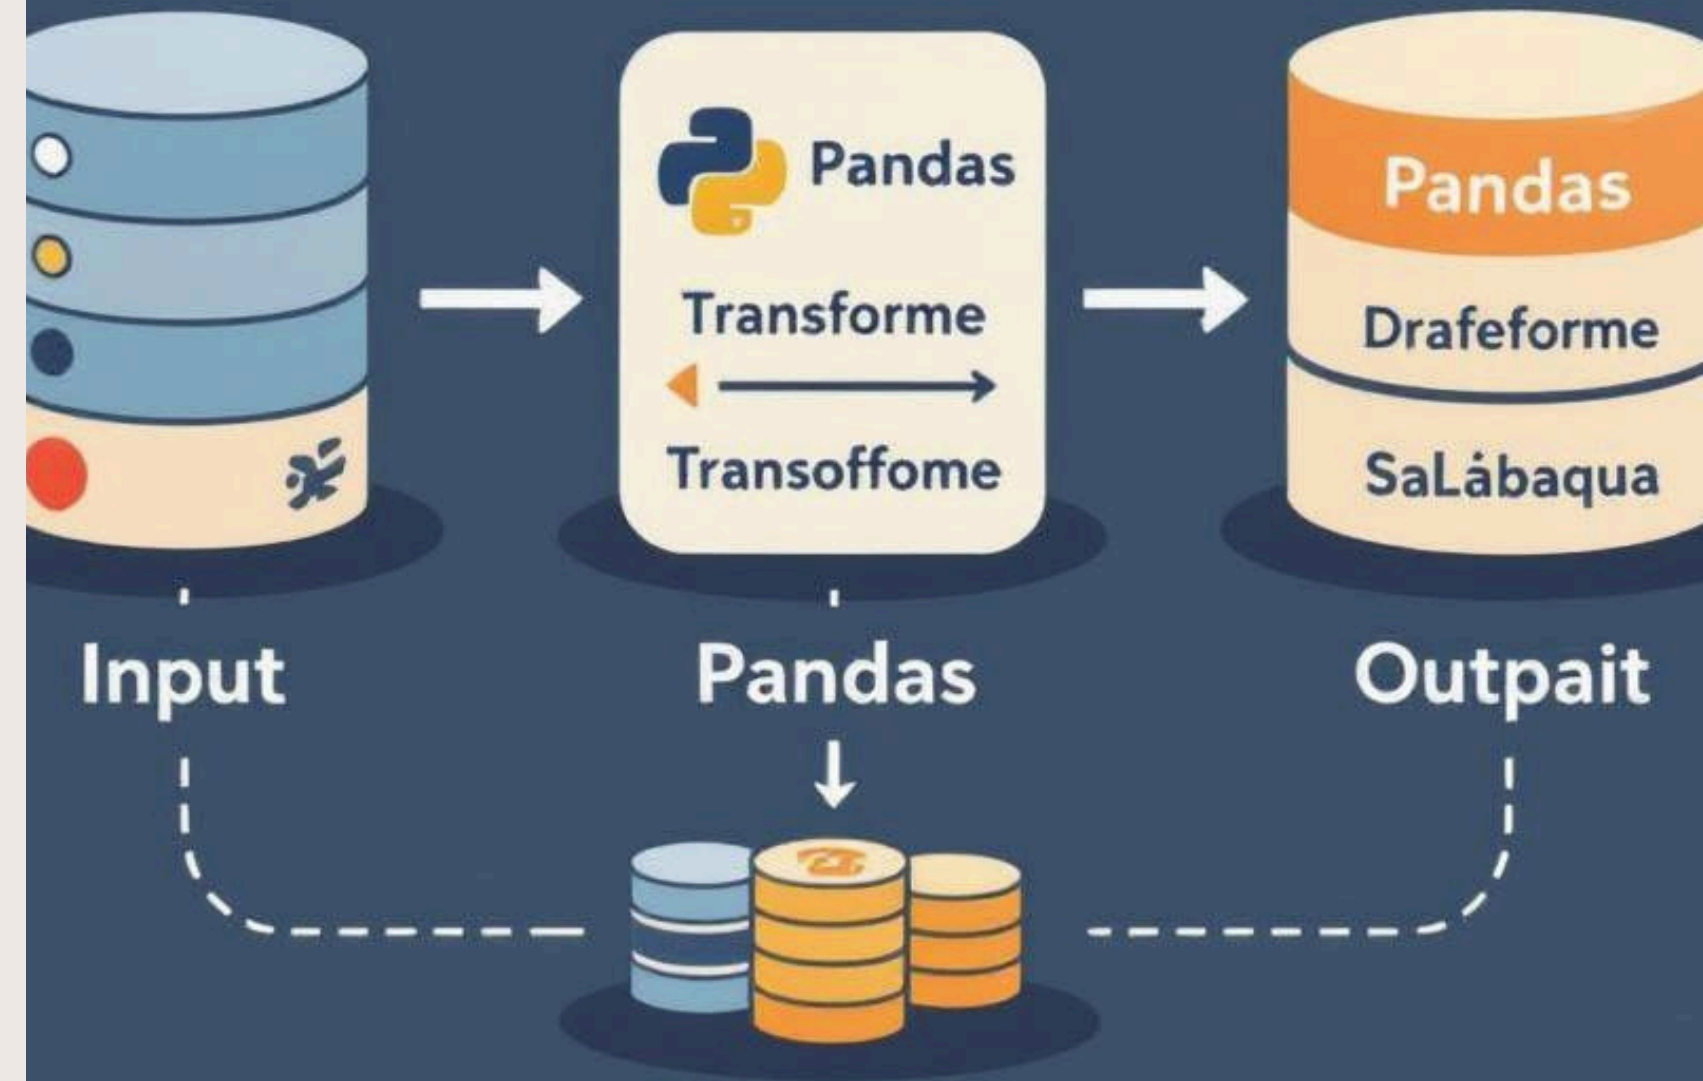 Pandas
Transforme
Transoffome
Pandas
Drafeforme
SaLábaqua
Input
Pandas
Outpait